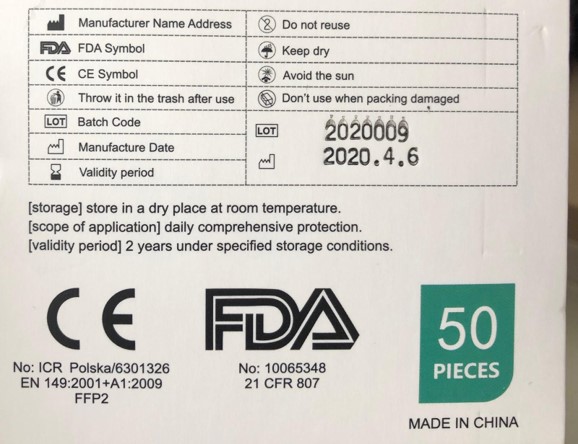 Manufacturer Name Address
Do not reuse
FDA FDA Symbol
Keep dry
CE CE Symbol
Avoid the sun
Throw it in the trash after use
Don't use when packing damaged
LOT Batch Code
LOT 2020009
Manufacture Date
2020.4.6
Validity period
[storage] store in a dry place at room temperature.
[scope of application] daily comprehensive protection.
[validity period] 2 years under specified storage conditions.
CE
No: ICR Polska/6301326
EN 149:2001+A1:2009
FFP2
FDA
No: 10065348
21 CFR 807
50
PIECES
MADE IN CHINA